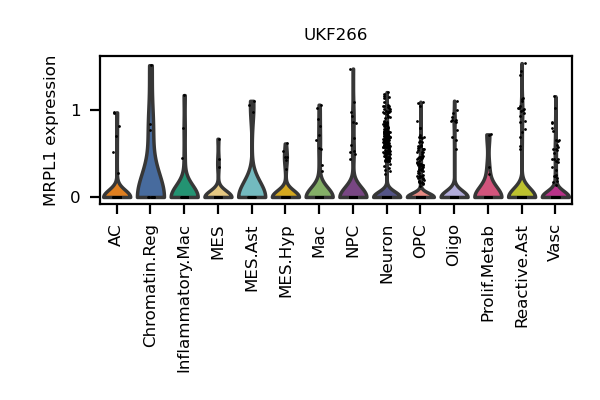 UKF266
MRPL1 expression
1
0
AC
Chromatin.Reg
Inflammatory.Mac
MES
MES.Ast
MES.Hyp
Mac
NPC
Neuron
OPC
Oligo
Prolif.Metab
Reactive.Ast
Vasc